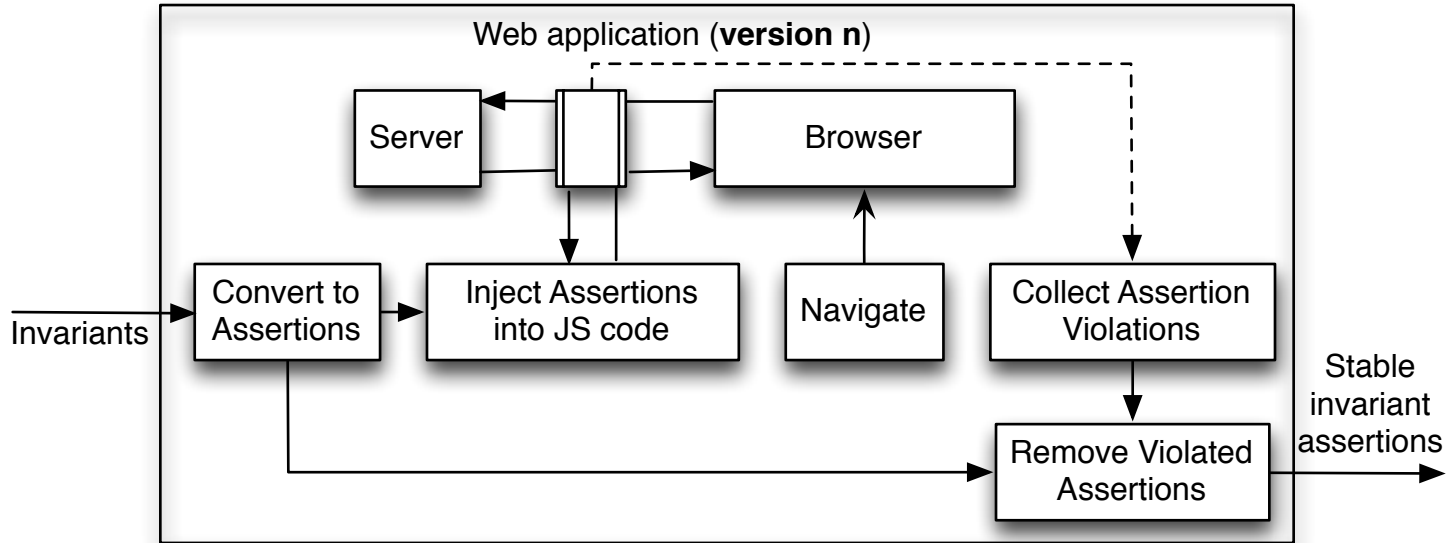 Web application (version n)
Server
Browser
Invariants
Convert to
Assertions
Inject Assertions
into JS code
Navigate
Collect Assertion
Violations
Remove Violated
Assertions
Stable
invariant
assertions